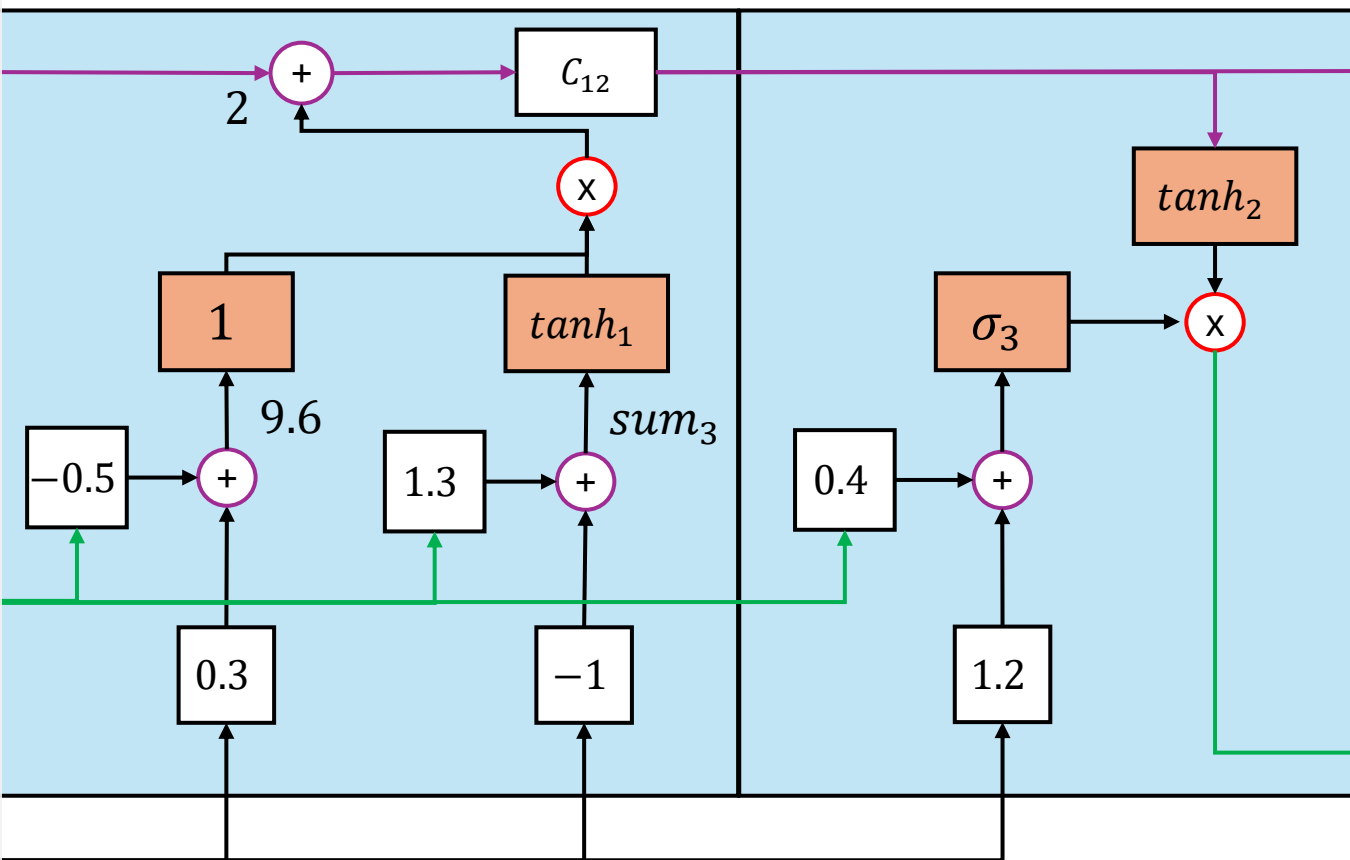 +
C₁₂
2
x
tanh₂
1
tanh₁
σ₃
x
9.6
sum₃
−0.5
+
1.3
+
0.4
+
0.3
−1
1.2